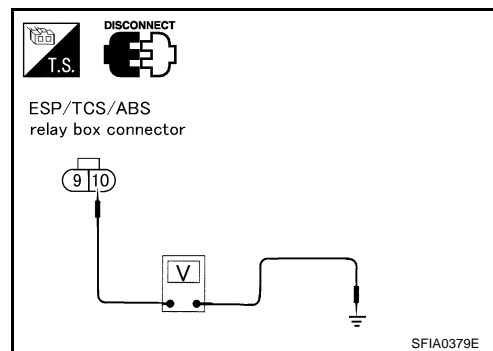 DISCONNECT
T.S.
ESP/TCS/ABS
relay box connector
9 10
V
SFIA0379E